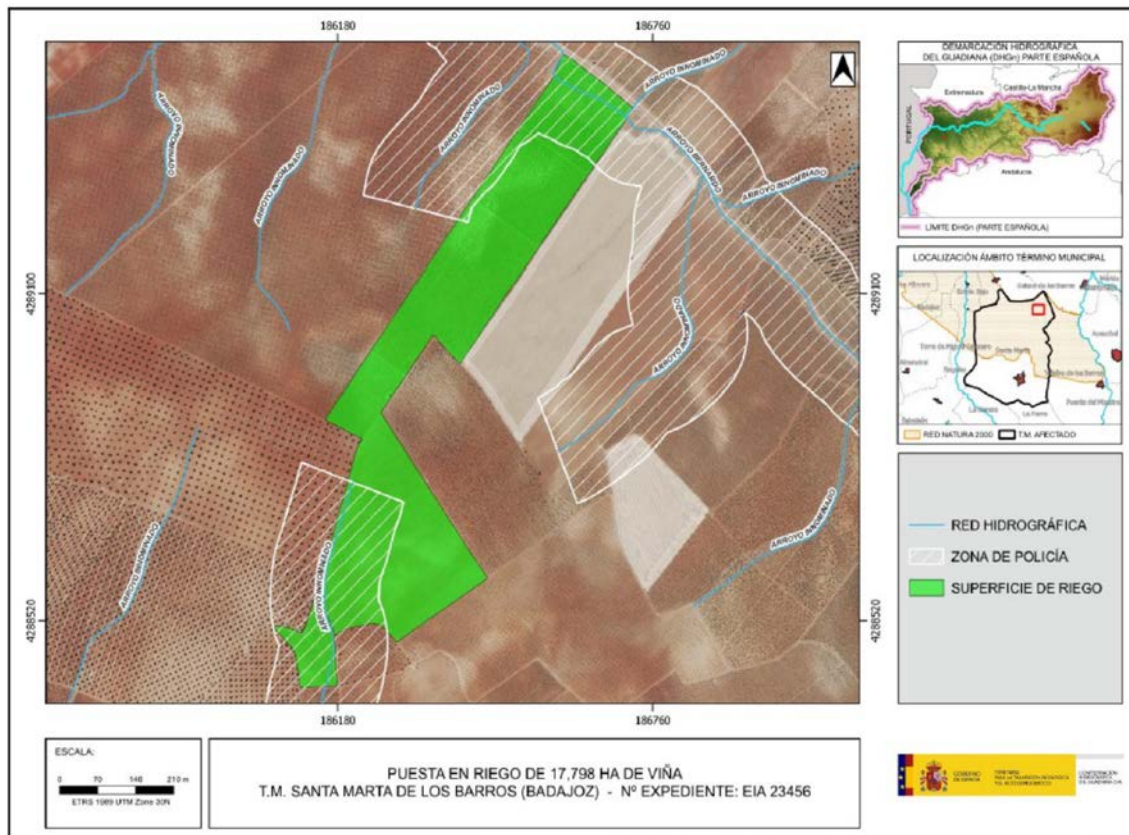 186180
186760
4289100
4289100
4288520
4288520
186180
186760
ARROYO INNOMINADO
ARROYO INNOMINADO
ARROYO INNOMINADO
ARROYO INNOMINADO
ARROYO BERNARDO
ARROYO INNOMINADO
ARROYO INNOMINADO
ARROYO INNOMINADO
ARROYO INNOMINADO
ARROYO INNOMINADO
DEMARCACIÓN HIDROGRÁFICA
DEL GUADIANA (DHGn) PARTE ESPAÑOLA
Extremadura
Castilla-La Mancha
PORTUGAL
Andalucía
LÍMITE DHGn (PARTE ESPAÑOLA)
LOCALIZACIÓN ÁMBITO TÉRMINO MUNICIPAL
Santa Marta
RED NATURA 2000
T.M. AFECTADO
RED HIDROGRÁFICA
ZONA DE POLICÍA
SUPERFICIE DE RIEGO
ESCALA:
0 70 140 210 m
ETRS 1989 UTM Zone 30N
PUESTA EN RIEGO DE 17,798 HA DE VIÑA
T.M. SANTA MARTA DE LOS BARROS (BADAJOZ) - Nº EXPEDIENTE: EIA 23456
GOBIERNO
DE ESPAÑA